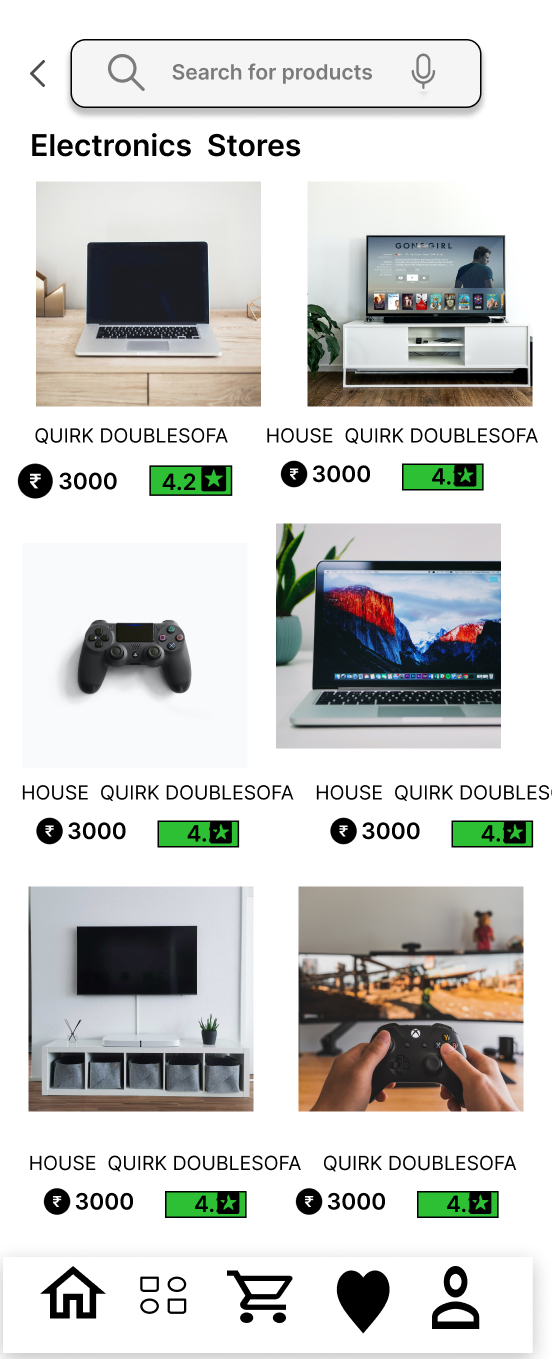 Search for products
Electronics Stores
GONE GIRL
QUIRK DOUBLESOFA
HOUSE QUIRK DOUBLESOFA
₹ 3000
4.2
₹ 3000
4.
HOUSE QUIRK DOUBLESOFA
HOUSE QUIRK DOUBLES
₹ 3000
4.
₹ 3000
4.
HOUSE QUIRK DOUBLESOFA
QUIRK DOUBLESOFA
₹ 3000
4.
₹ 3000
4.